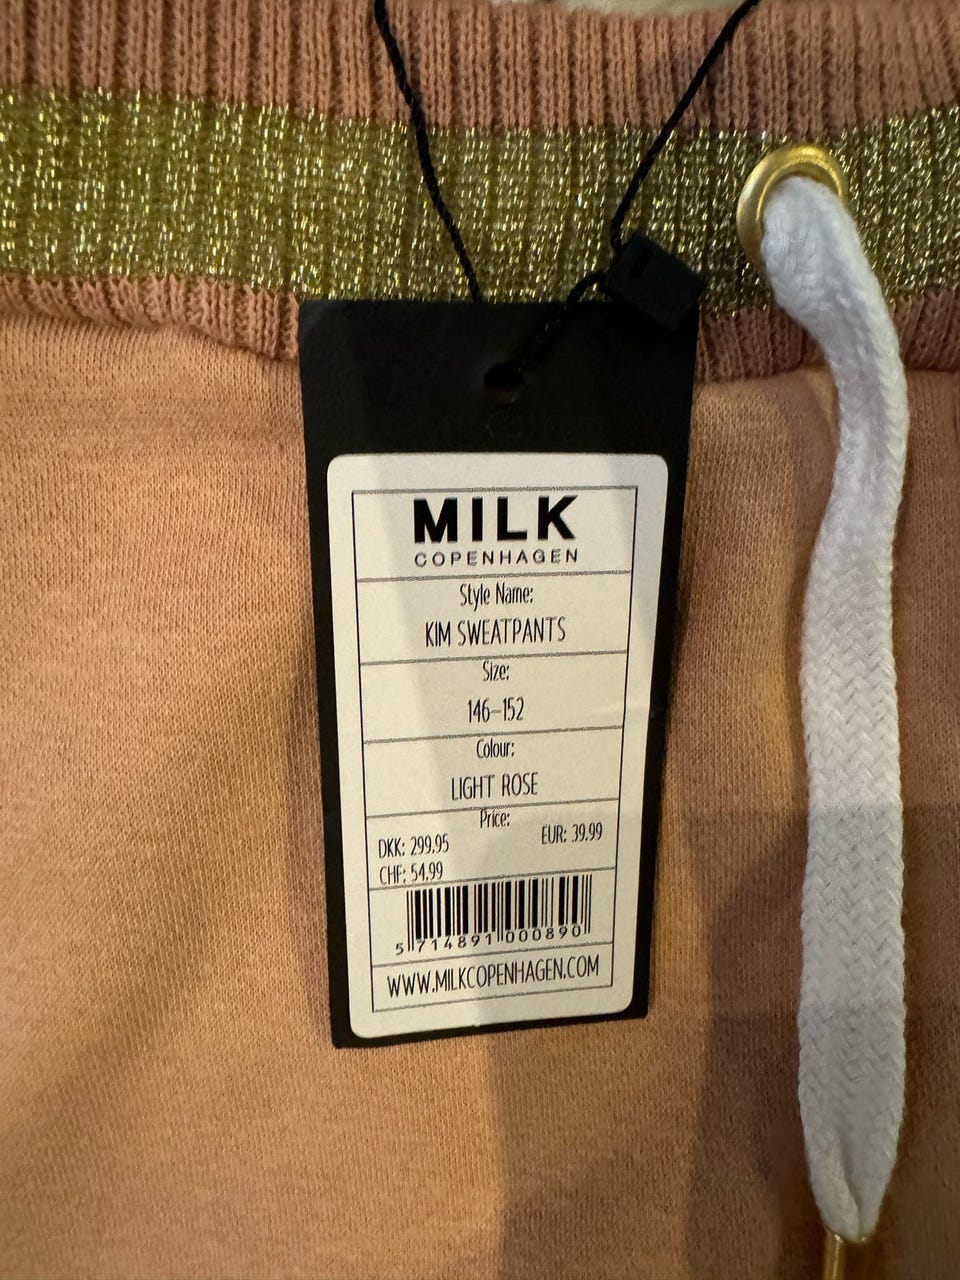 MILK
COPENHAGEN
Style Name:
KIM SWEATPANTS
Size:
146-152
Colour:
LIGHT ROSE
Price:
DKK: 299,95 EUR: 39.99
CHF: 54,99
5 714891 000890
WWW.MILKCOPENHAGEN.COM